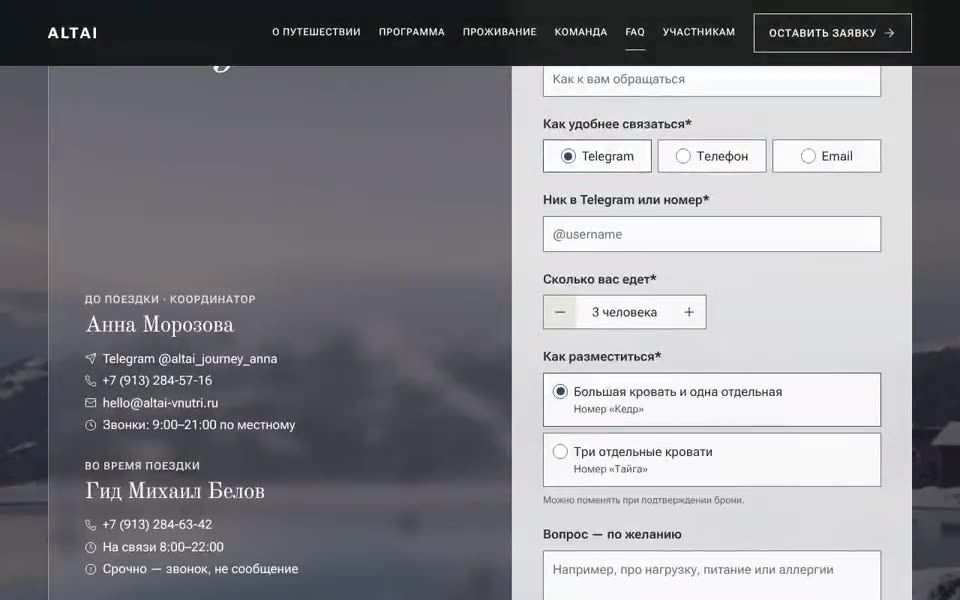 ALTAI
О ПУТЕШЕСТВИИ ПРОГРАММА ПРОЖИВАНИЕ КОМАНДА FAQ УЧАСТНИКАМ ОСТАВИТЬ ЗАЯВКУ →
ДО ПОЕЗДКИ · КООРДИНАТОР
Анна Морозова
Telegram @altai_journey_anna
+7 (913) 284-57-16
hello@altai-vnutri.ru
Звонки: 9:00–21:00 по местному
ВО ВРЕМЯ ПОЕЗДКИ
Гид Михаил Белов
+7 (913) 284-63-42
На связи 8:00–22:00
Срочно — звонок, не сообщение
Как к вам обращаться
Как удобнее связаться*
Telegram Телефон Email
Ник в Telegram или номер*
@username
Сколько вас едет*
− 3 человека +
Как разместиться*
Большая кровать и одна отдельная
Номер «Кедр»
Три отдельные кровати
Номер «Тайга»
Можно поменять при подтверждении брони.
Вопрос — по желанию
Например, про нагрузку, питание или аллергии